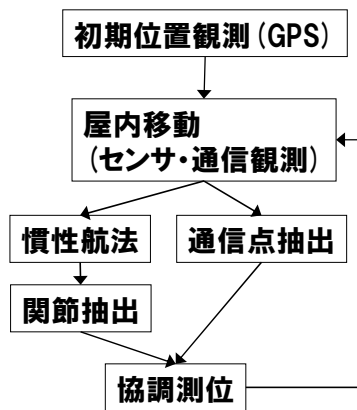 初期位置観測(GPS)
屋内移動
(センサ・通信観測)
慣性航法
通信点抽出
関節抽出
協調測位